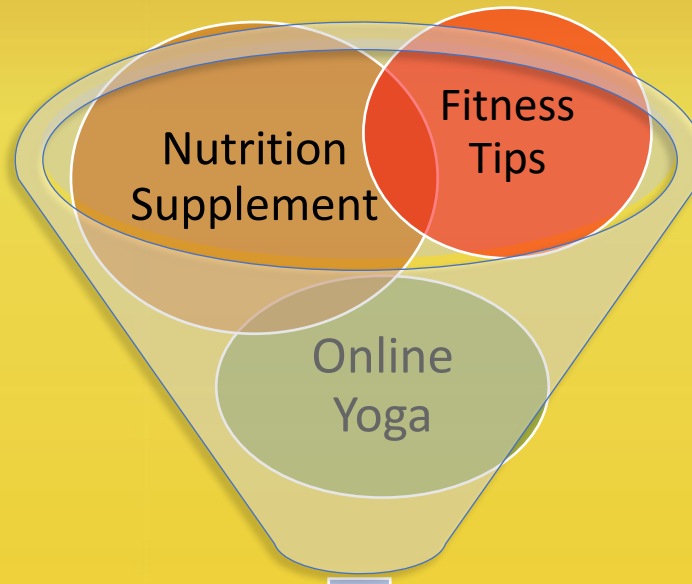 Nutrition
Supplement
Fitness
Tips
Online
Yoga